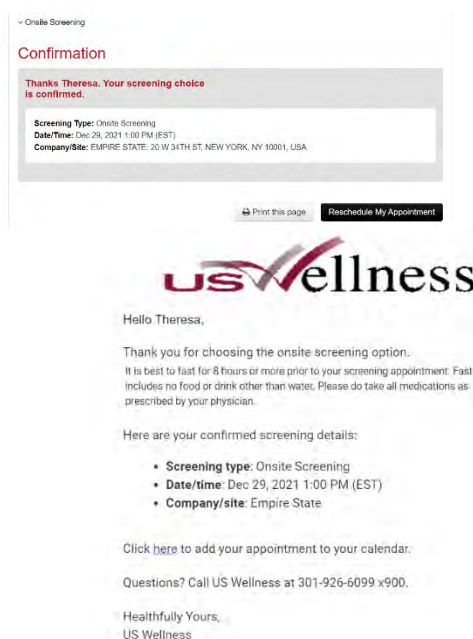 Onsite Screening
Confirmation
Thanks Theresa. Your screening choice
is confirmed.
Screening Type: Onsite Screening
Date/Time: Dec 29, 2021 1:00 PM (EST)
Company/Site: EMPIRE STATE: 20 W 34TH ST, NEW YORK, NY 10001, USA
Print this page
Reschedule My Appointment
USWellness
Hello Theresa,
Thank you for choosing the onsite screening option.
It is best to fast for 8 hours or more prior to your screening appointment. Fast
includes no food or drink other than water. Please do take all medications as
prescribed by your physician.
Here are your confirmed screening details:
• Screening type: Onsite Screening
• Date/time: Dec 29, 2021 1:00 PM (EST)
• Company/site: Empire State
Click here to add your appointment to your calendar.
Questions? Call US Wellness at 301-926-6099 x900.
Healthfully Yours,
US Wellness